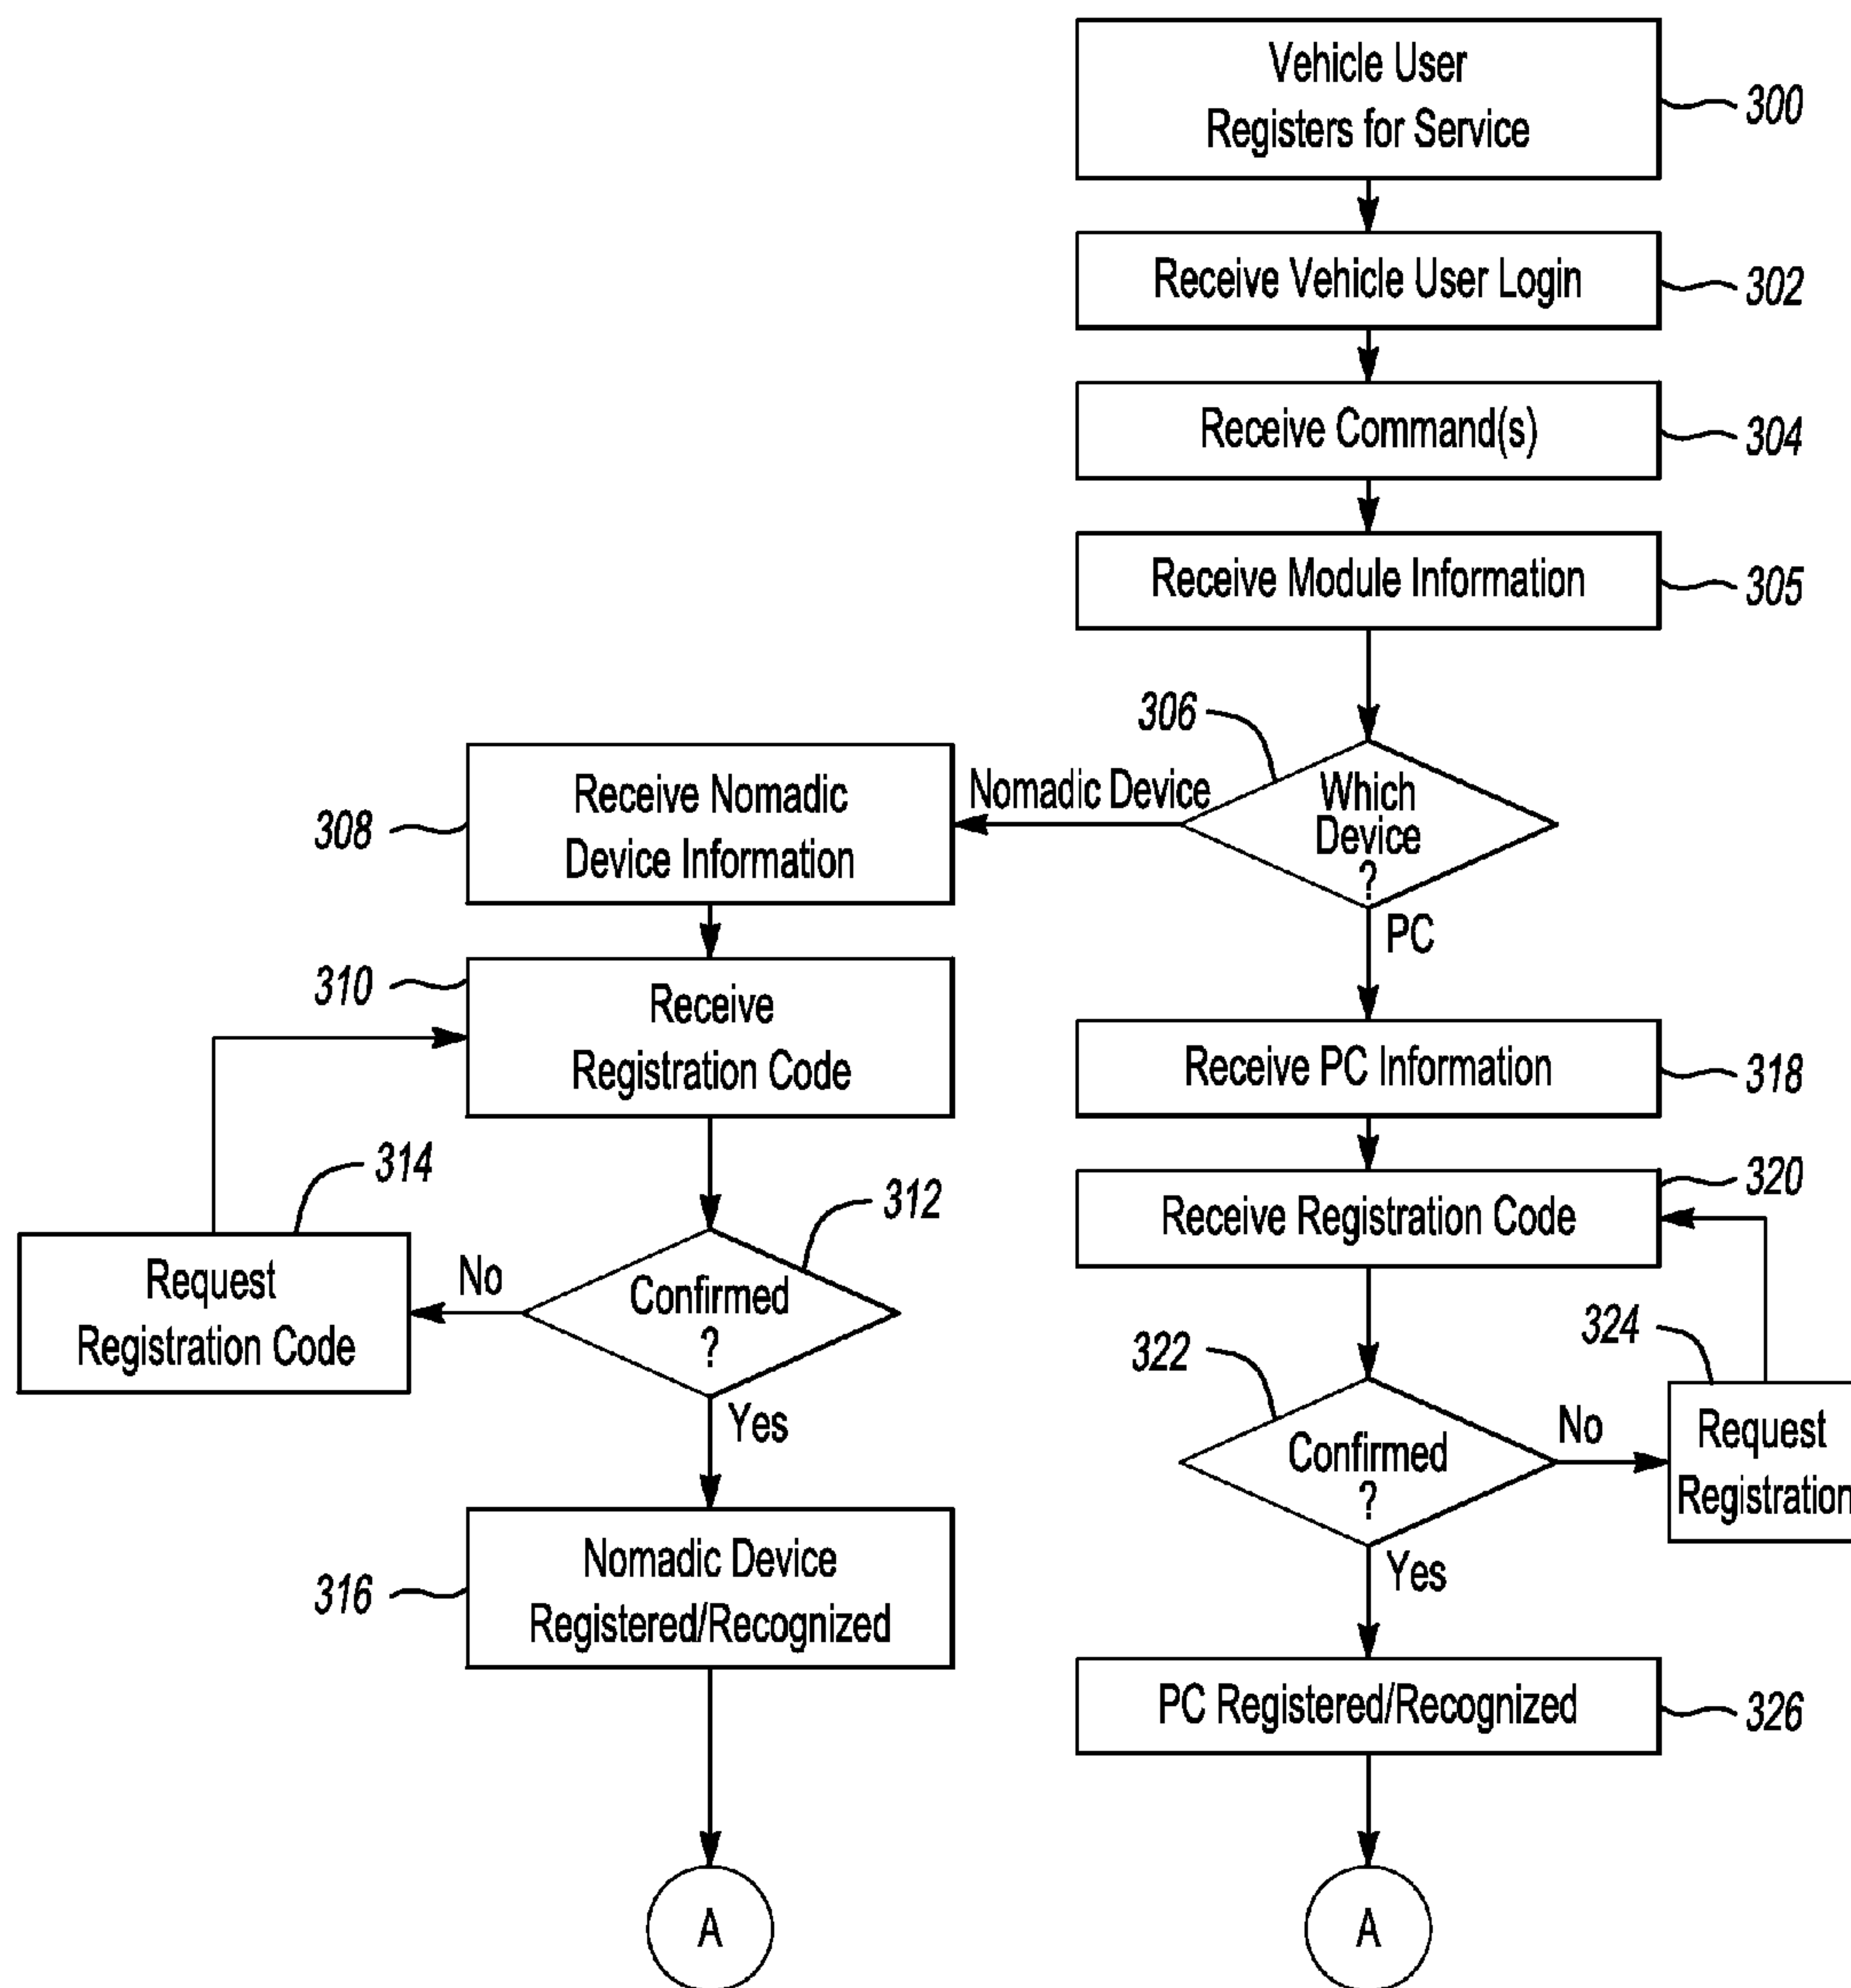 Vehicle User
Registers for Service
300
Receive Vehicle User Login
302
Receive Command(s)
304
Receive Module Information
305
306
Which
Device
?
Nomadic Device
PC
Receive Nomadic
Device Information
308
310
Receive
Registration Code
314
312
Request
Registration Code
No
Confirmed
?
Yes
316
Nomadic Device
Registered/Recognized
A
Receive PC Information
318
320
Receive Registration Code
322
324
Confirmed
?
No
Request
Registration
Yes
PC Registered/Recognized
326
A